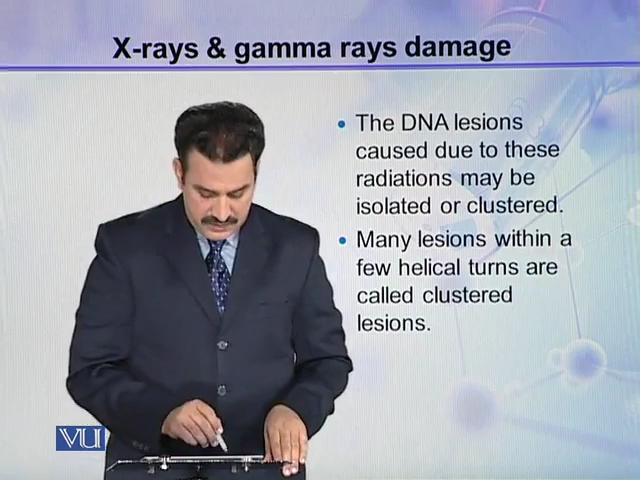 X-rays & gamma rays damage
• The DNA lesions
caused due to these
radiations may be
isolated or clustered.
• Many lesions within a
few helical turns are
called clustered
lesions.
VU